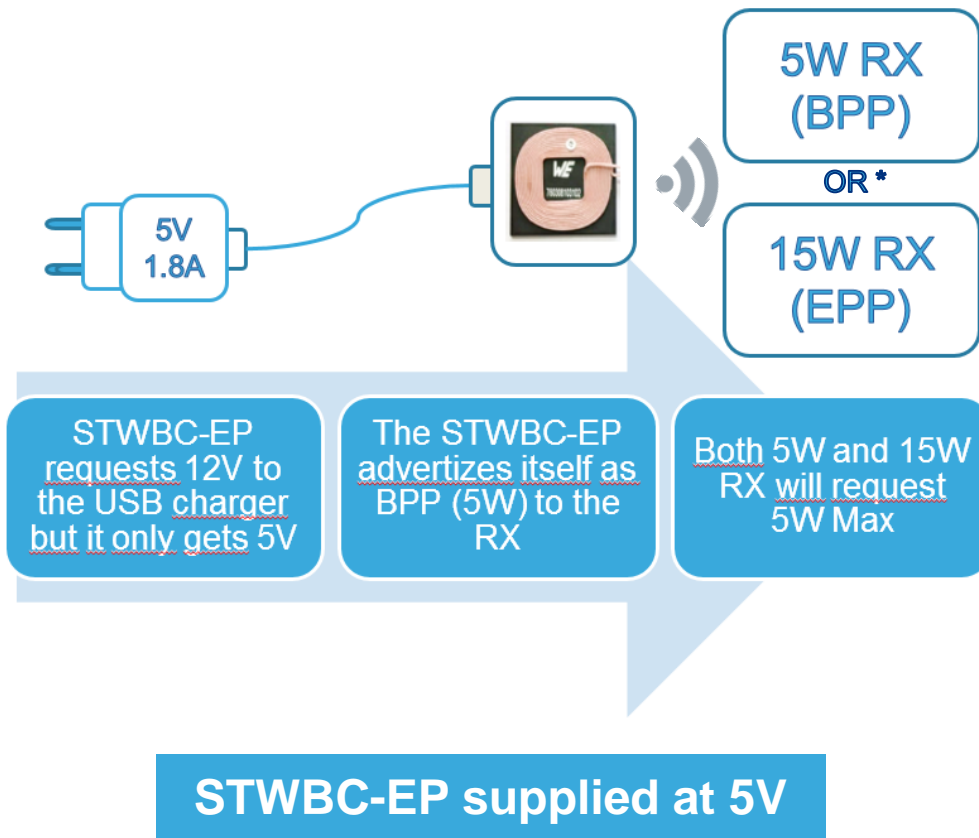 5W RX
(BPP)
OR *
15W RX
(EPP)
5V
1.8A
WE
STWBC-EP
requests 12V to
the USB charger
but it only gets 5V
The STWBC-EP
advertizes itself as
BPP (5W) to the
RX
Both 5W and 15W
RX will request
5W Max
STWBC-EP supplied at 5V